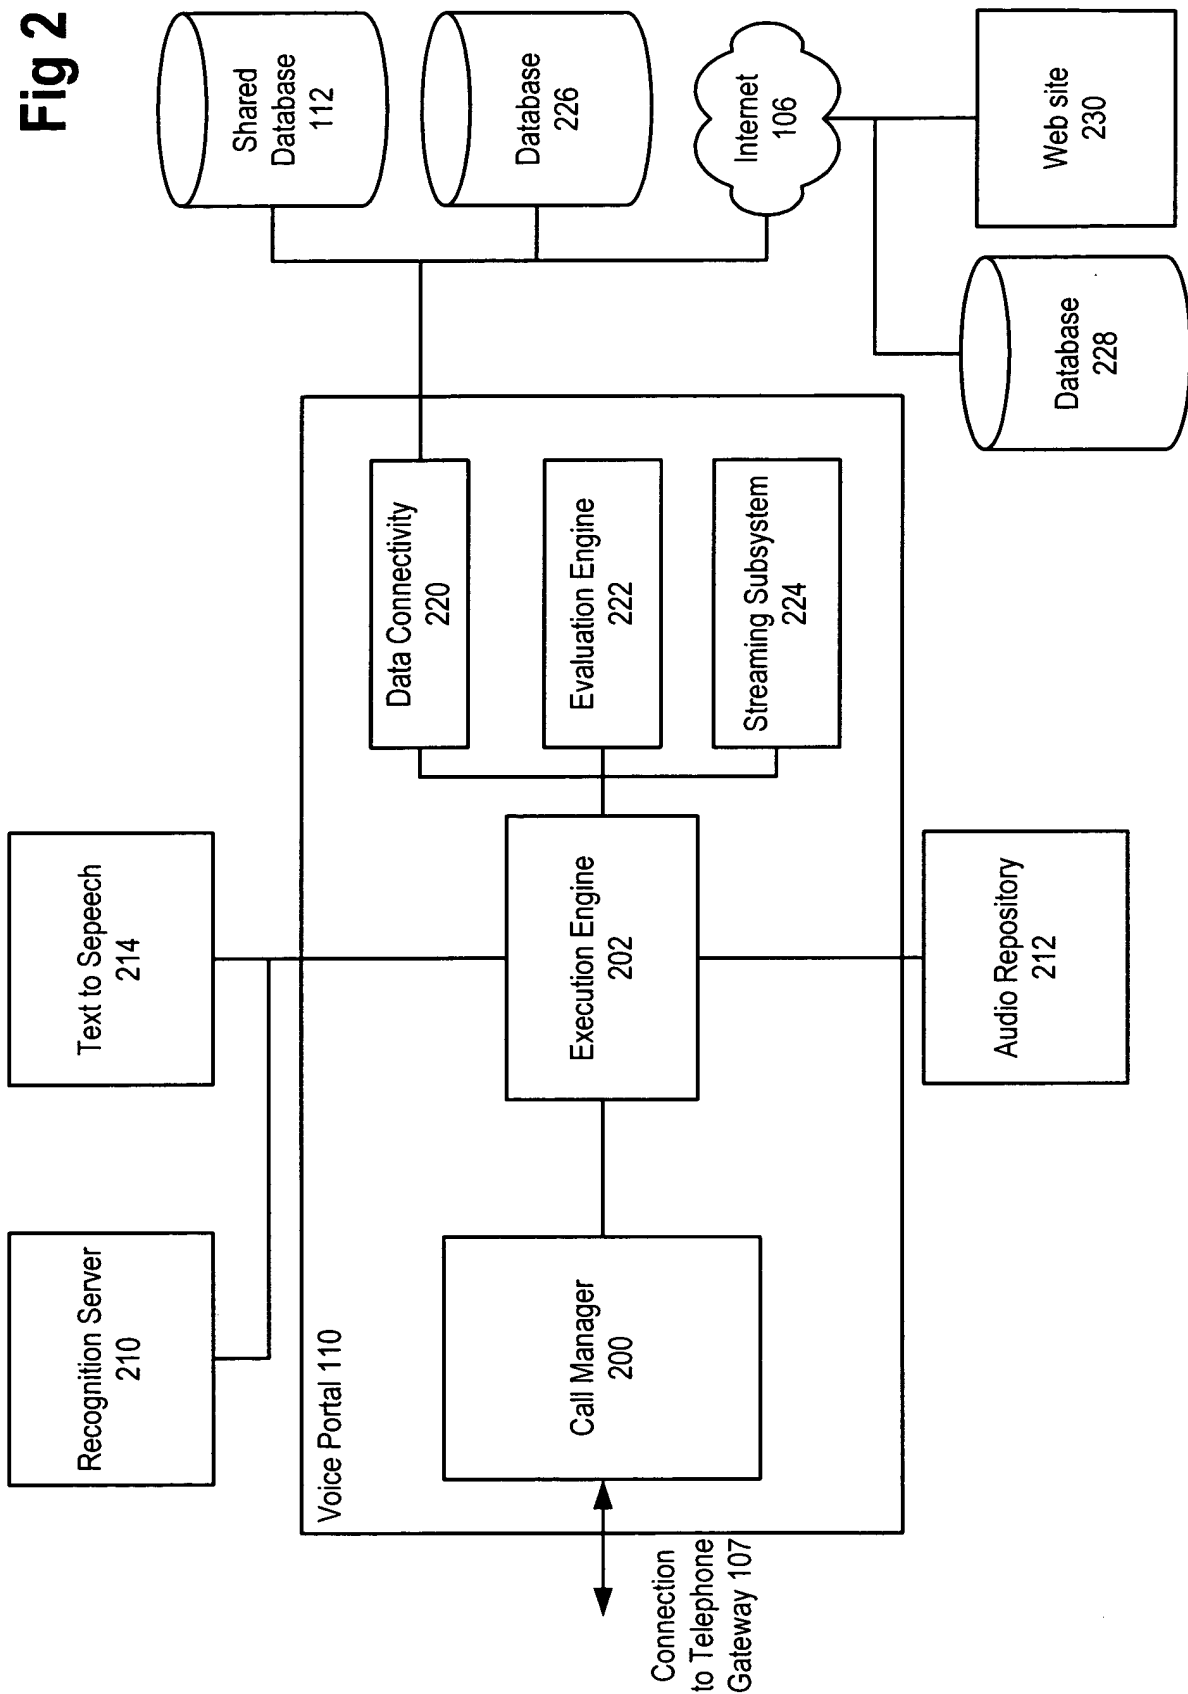 Fig 2
Recognition Server
210
Text to Sepeech
214
Shared
Database
112
Voice Portal 110
Data Connectivity
220
Database
226
Call Manager
200
Execution Engine
202
Evaluation Engine
222
Internet
106
Connection
to Telephone
Gateway 107
Streaming Subsystem
224
Audio Repository
212
Database
228
Web site
230